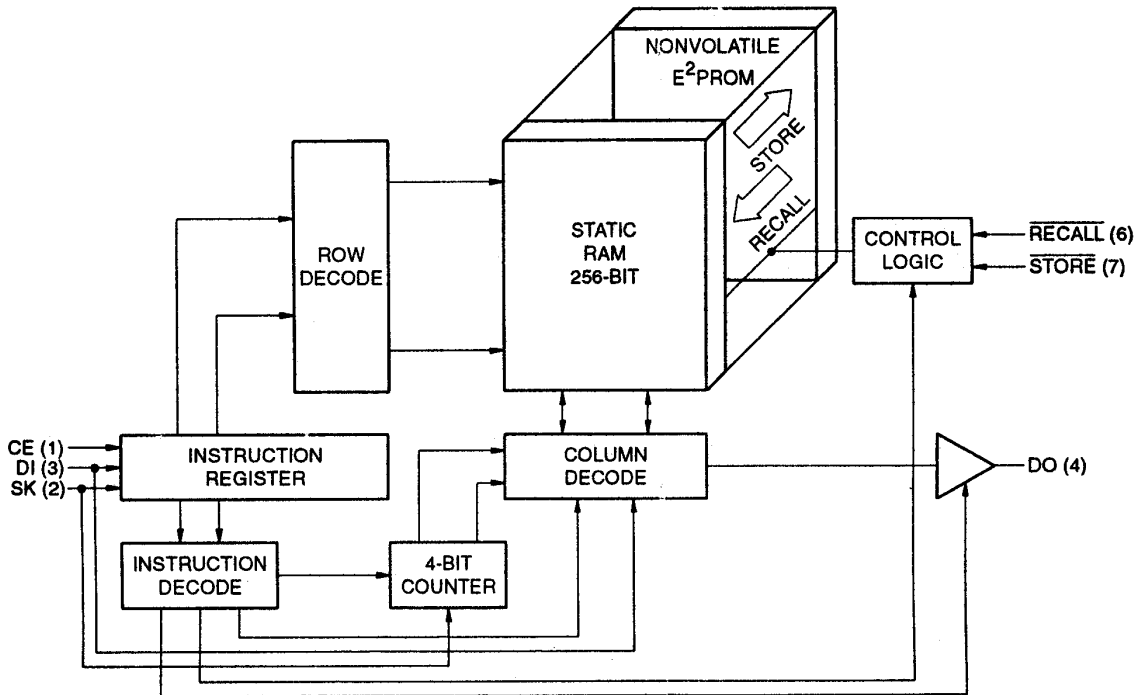 NONVOLATILE
E2PROM
STORE
RECALL
STATIC
RAM
256-BIT
ROW
DECODE
CONTROL
LOGIC
RECALL (6)
STORE (7)
CE (1)
DI (3)
SK (2)
INSTRUCTION
REGISTER
COLUMN
DECODE
DO (4)
INSTRUCTION
DECODE
4-BIT
COUNTER